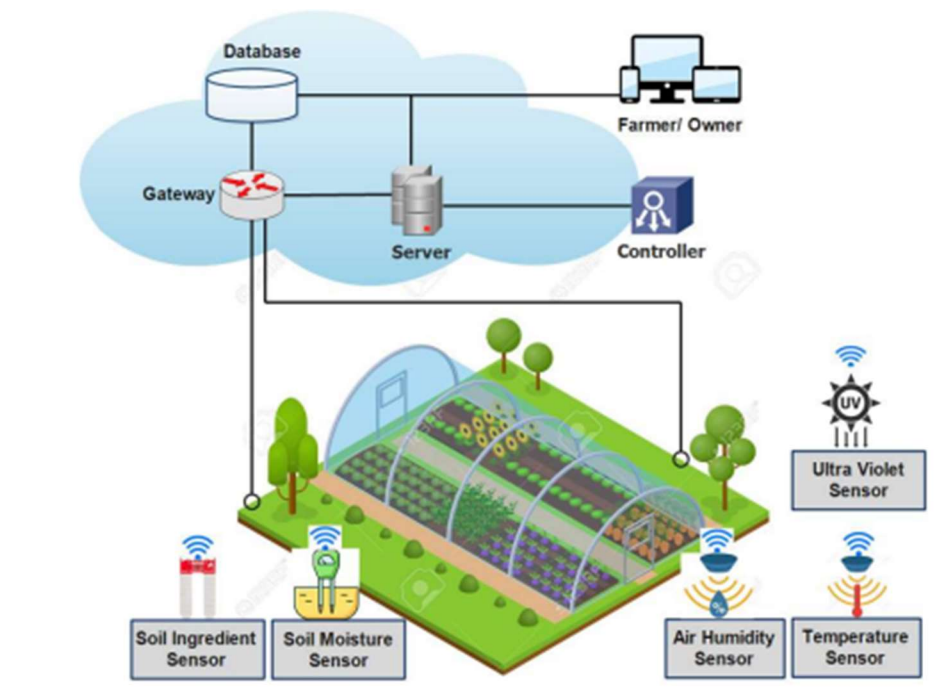 Database
Farmer/ Owner
Gateway
Server
Controller
UV
Ultra Violet
Sensor
Soil Ingredient
Sensor
Soil Moisture
Sensor
%
Air Humidity
Sensor
Temperature
Sensor